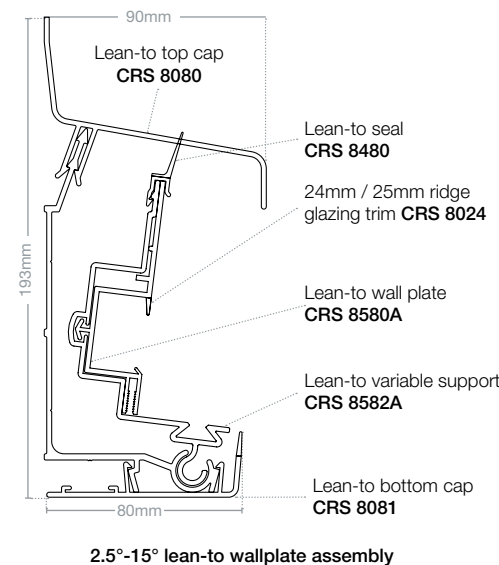 90mm
Lean-to top cap
CRS 8080
Lean-to seal
CRS 8480
24mm / 25mm ridge
glazing trim CRS 8024
193mm
Lean-to wall plate
CRS 8580A
Lean-to variable support
CRS 8582A
Lean-to bottom cap
CRS 8081
80mm
2.5°-15° lean-to wallplate assembly